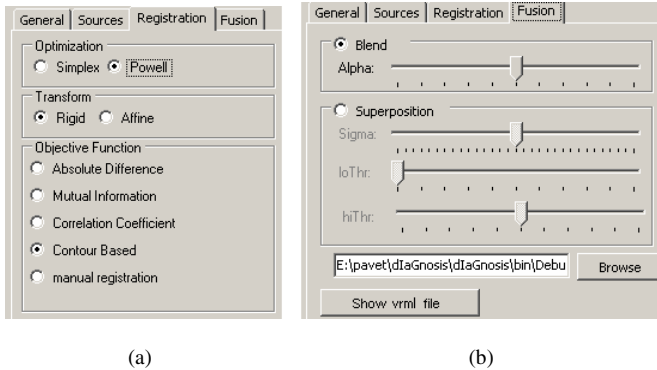 General Sources Registration Fusion
Optimization
Simplex Powell
Transform
Rigid Affine
Objective Function
Absolute Difference
Mutual Information
Correlation Coefficient
Contour Based
manual registration
(a)
General Sources Registration Fusion
Blend
Alpha:
Superposition
Sigma:
loThr:
hiThr:
E:\pavet\dIaGnosis\dIaGnosis\bin\Debu Browse
Show vrml file
(b)